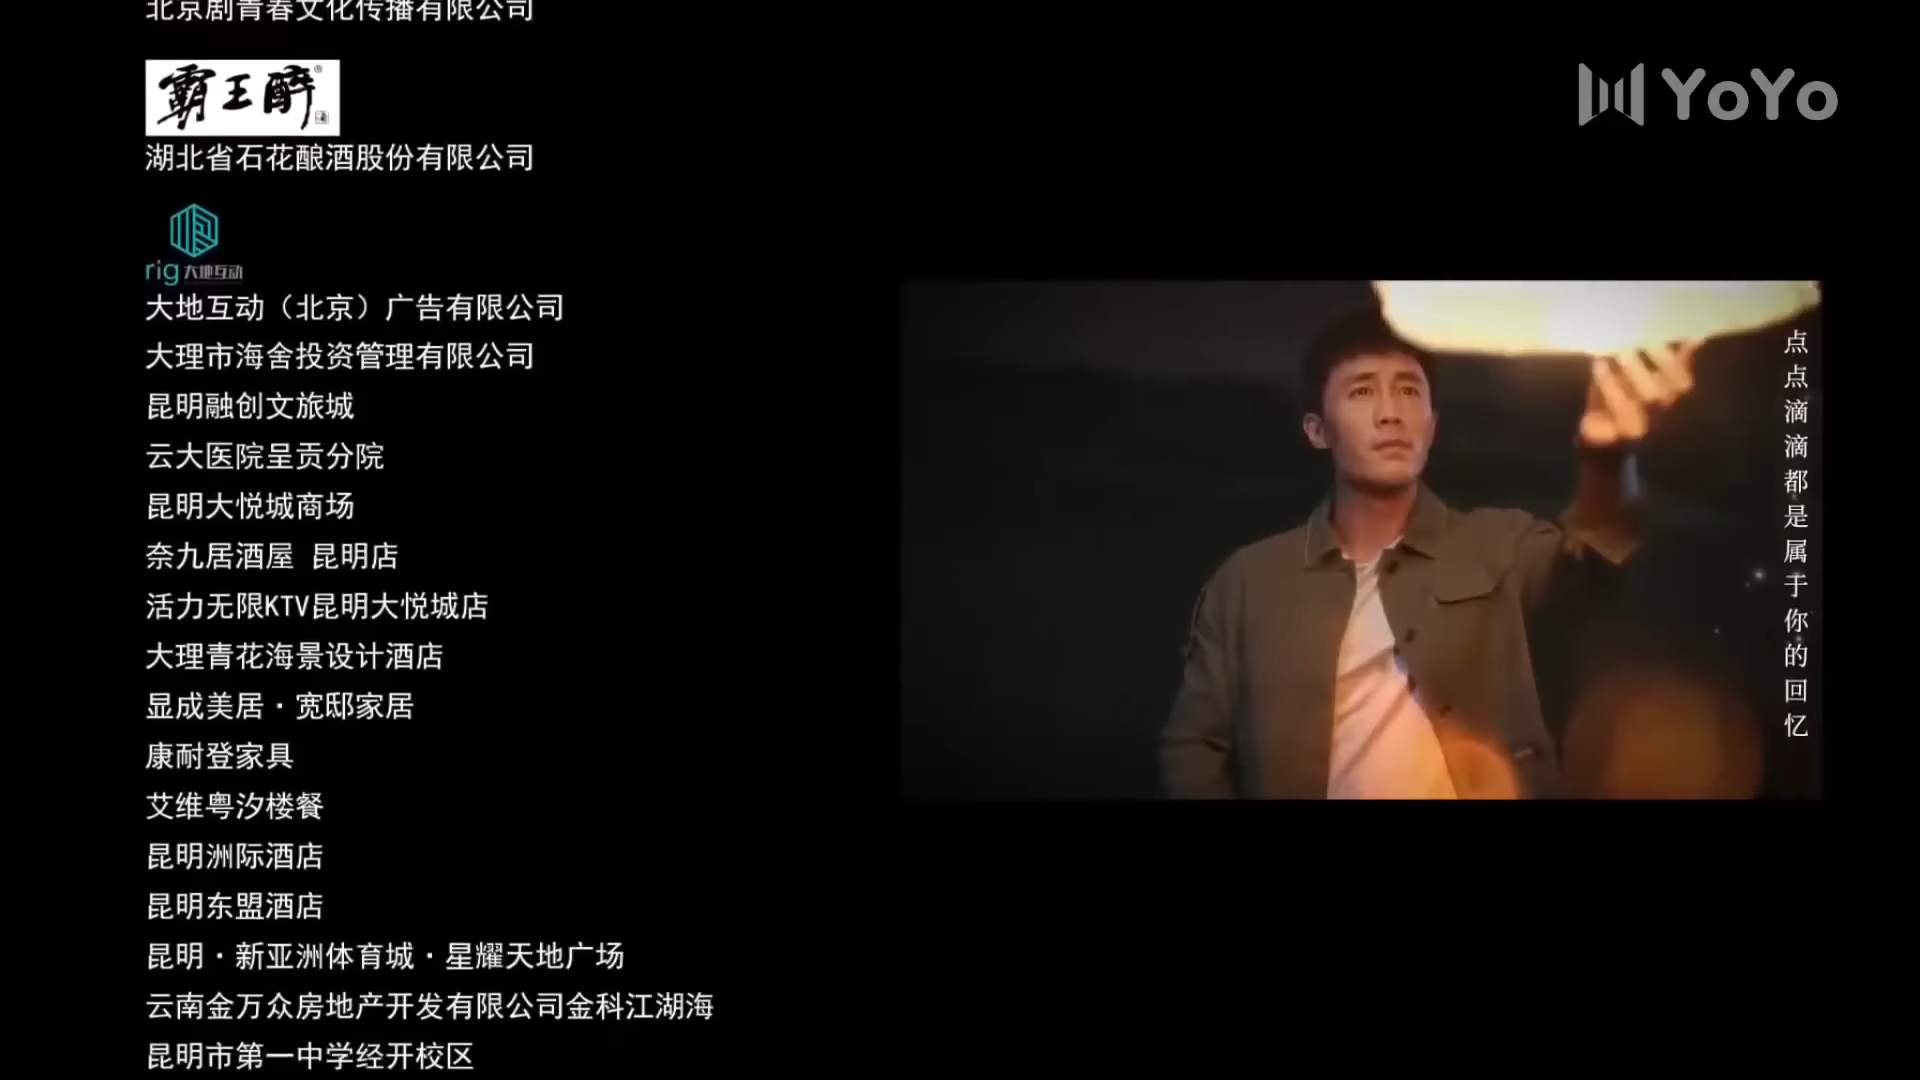 北京剧青春文化传播有限公司
霸王醉
湖北省石花酿酒股份有限公司
rig 大地互动
大地互动（北京）广告有限公司
大理市海舍投资管理有限公司
昆明融创文旅城
云大医院呈贡分院
昆明大悦城商场
奈九居酒屋 昆明店
活力无限KTV昆明大悦城店
大理青花海景设计酒店
显成美居·宽邸家居
康耐登家具
艾维粤汐楼餐
昆明洲际酒店
昆明东盟酒店
昆明·新亚洲体育城·星耀天地广场
云南金万众房地产开发有限公司金科江湖海
昆明市第一中学经开校区
YoYo
点点滴滴都是属于你的回忆